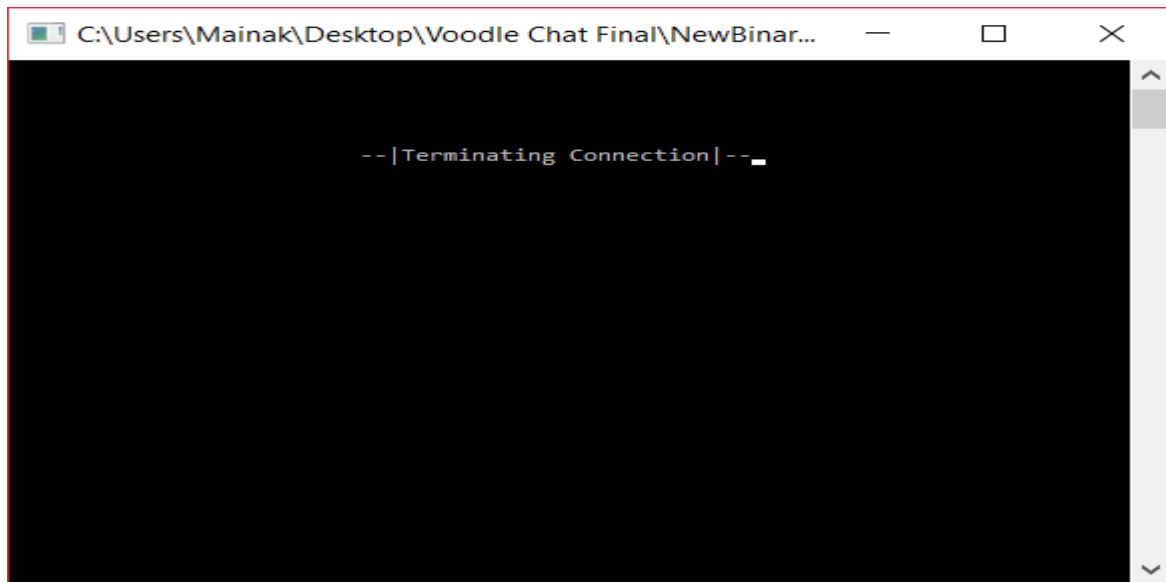 C:\Users\Mainak\Desktop\Voodle Chat Final\NewBinar...
--|Terminating Connection|--